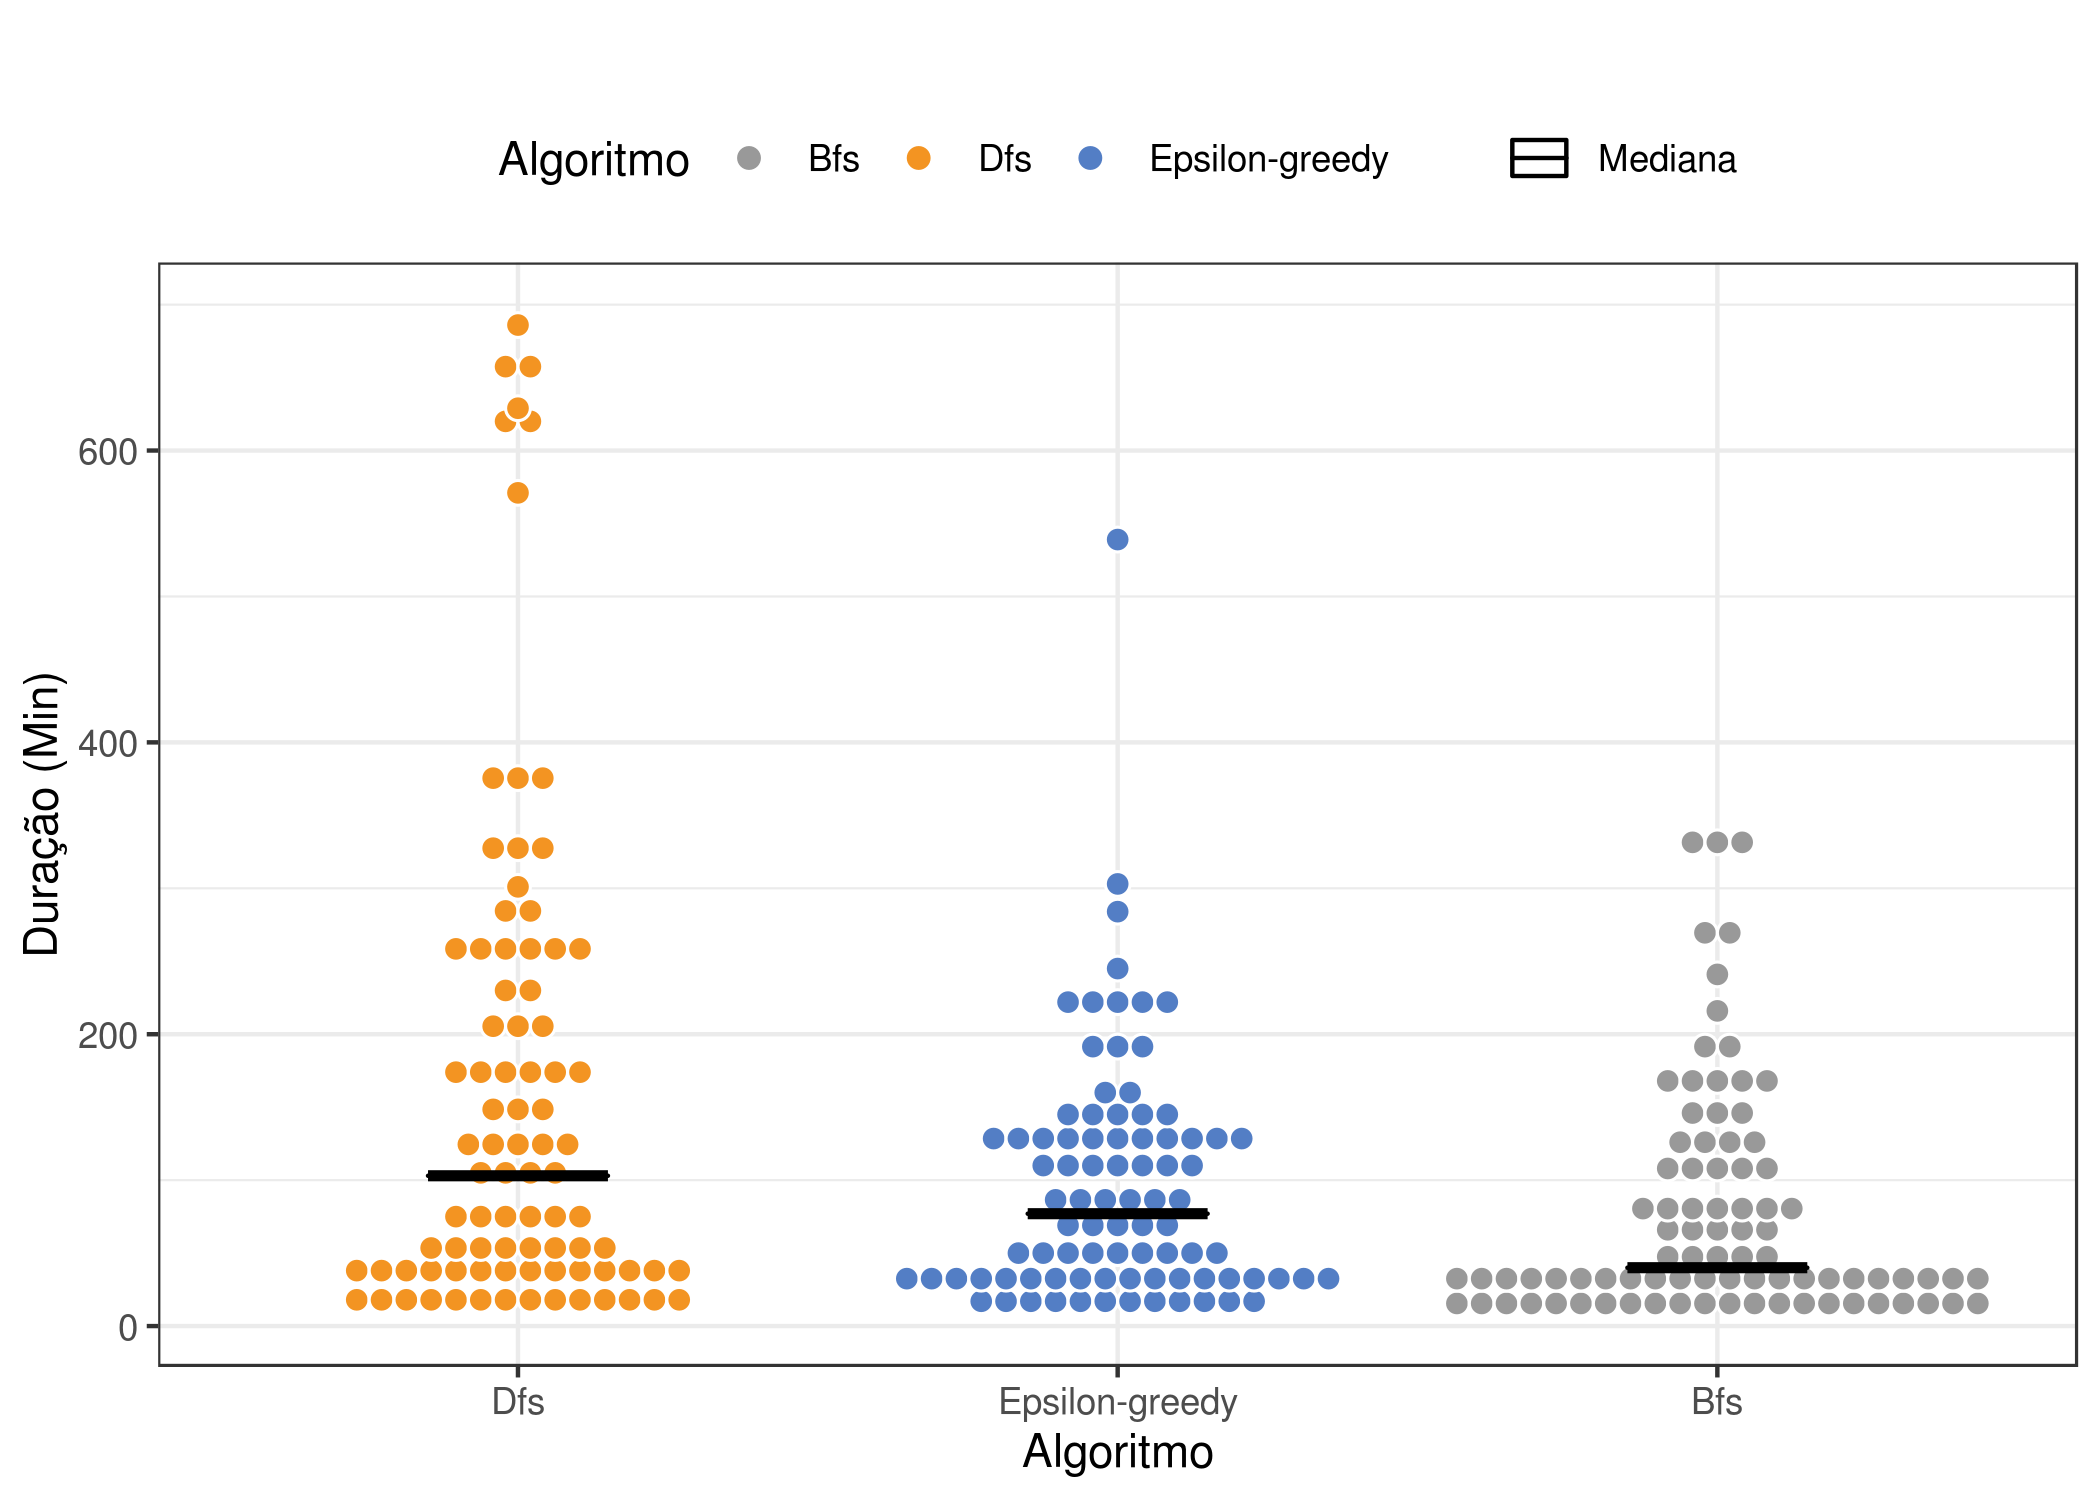 Algoritmo Bfs Dfs Epsilon-greedy Mediana
Duração (Min)
600
400
200
0
Dfs Epsilon-greedy Bfs
Algoritmo